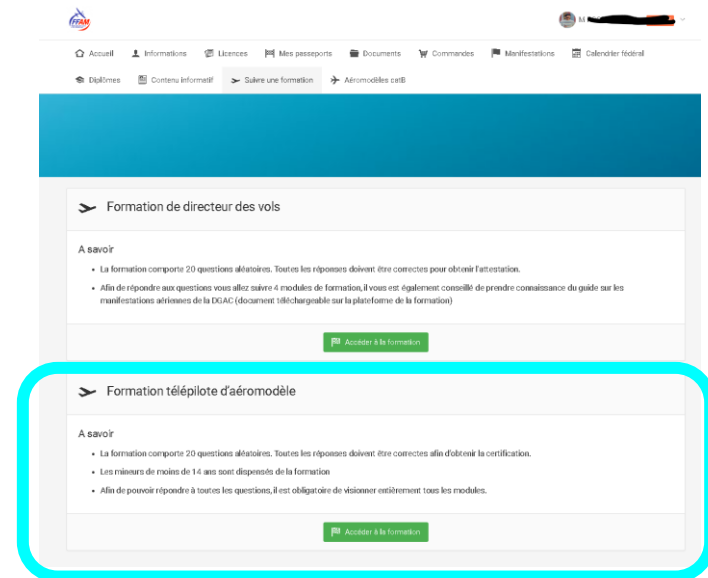 FFAM
M
Accueil Informations Licences Mes passeports Documents Commandes Manifestations Calendrier fédéral
Diplômes Contenu informatif Suivre une formation Aéromodèles catB
Formation de directeur des vols
A savoir
• La formation comporte 20 questions aléatoires. Toutes les réponses doivent être correctes pour obtenir l'attestation.
• Afin de répondre aux questions vous allez suivre 4 modules de formation, il vous est également conseillé de prendre connaissance du guide sur les
manifestations aériennes de la DGAC (document téléchargeable sur la plateforme de la formation)
Accéder à la formation
Formation télépilote d'aéromodèle
A savoir
• La formation comporte 20 questions aléatoires. Toutes les réponses doivent être correctes afin d'obtenir la certification.
• Les mineurs de moins de 14 ans sont dispensés de la formation
• Afin de pouvoir répondre à toutes les questions, il est obligatoire de visionner entièrement tous les modules.
Accéder à la formation